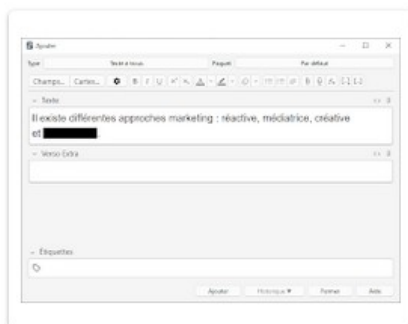 Ajouter
Type Texte à trous Paquet Par défaut
Champs... Cartes... B I U
Texte
Il existe différentes approches marketing : réactive, médiatrice, créative
et
.
Verso Extra
Étiquettes
Ajouter Historique ▼ Fermer Aide